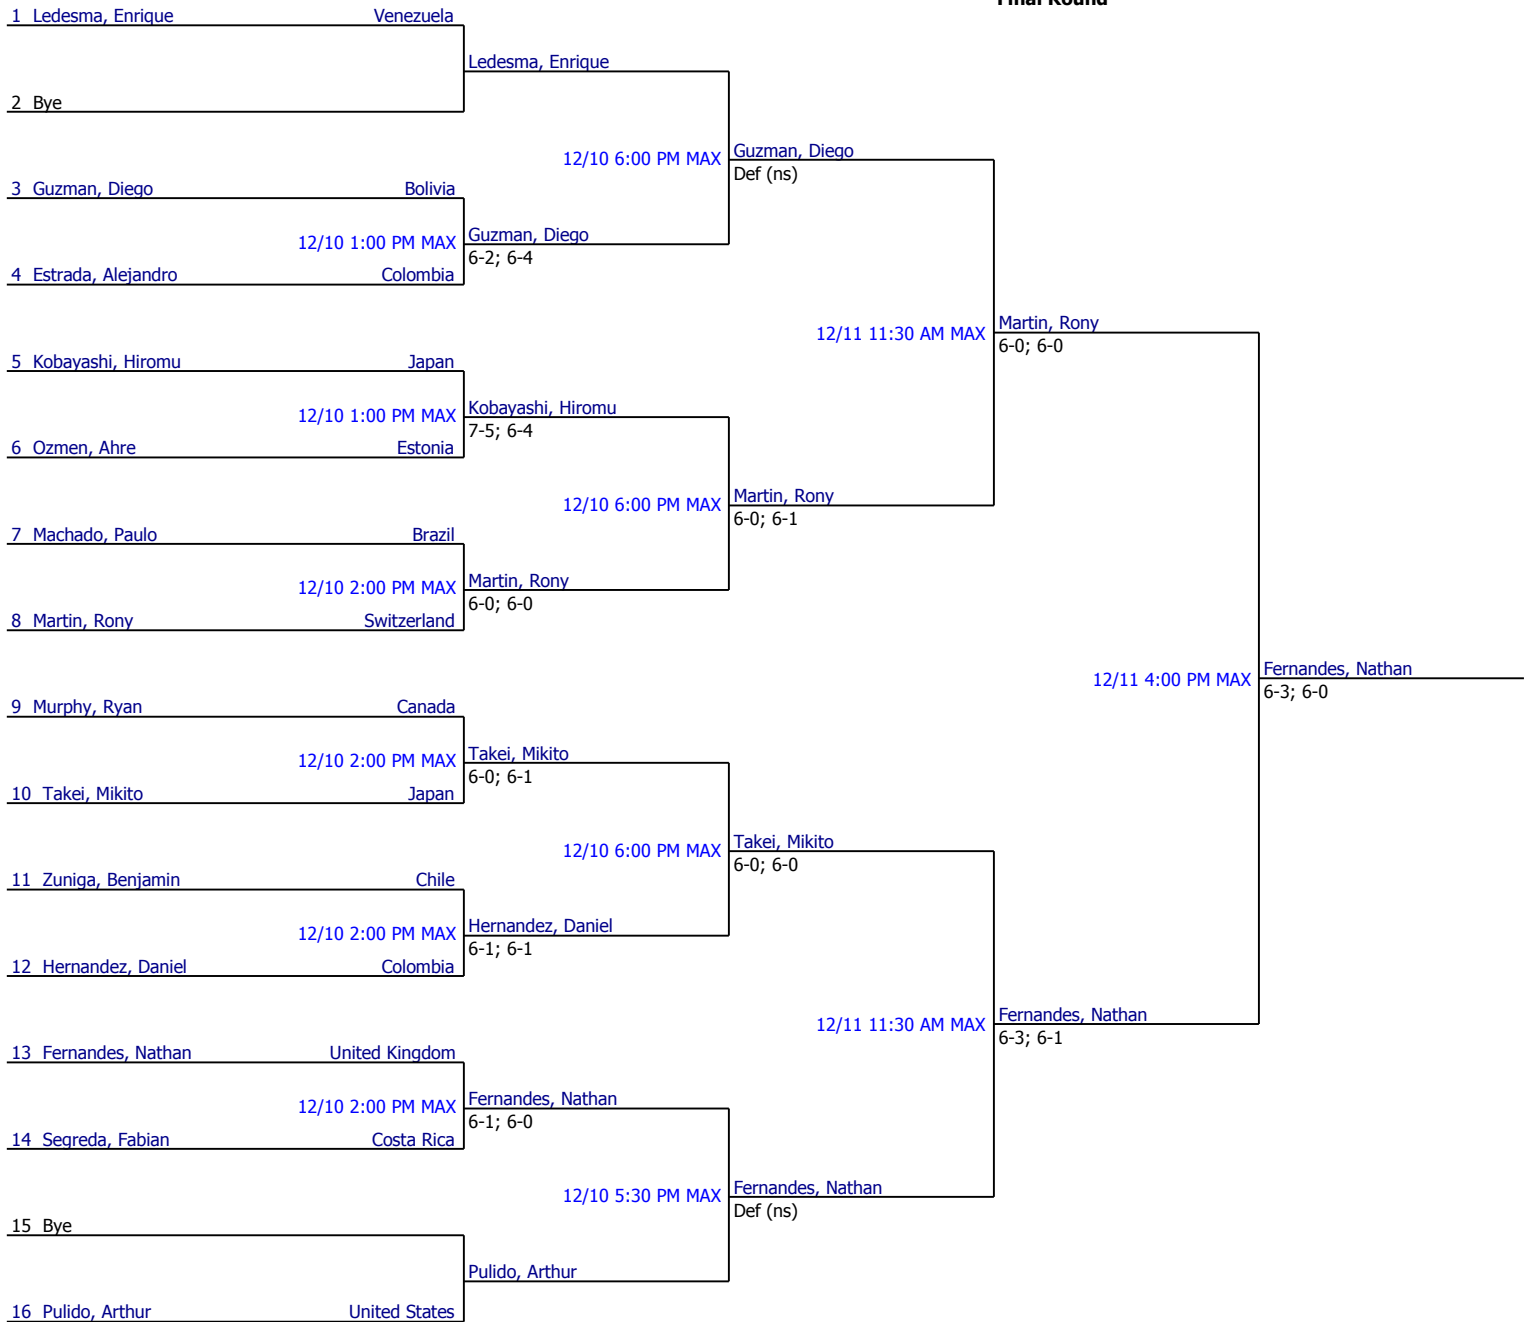 Final Round
1 Ledesma, Enrique Venezuela
Ledesma, Enrique
2 Bye
12/10 6:00 PM MAX Guzman, Diego
Def (ns)
3 Guzman, Diego Bolivia
12/10 1:00 PM MAX Guzman, Diego
6-2; 6-4
4 Estrada, Alejandro Colombia
12/11 11:30 AM MAX Martin, Rony
6-0; 6-0
5 Kobayashi, Hiromu Japan
12/10 1:00 PM MAX Kobayashi, Hiromu
7-5; 6-4
6 Ozmen, Ahre Estonia
12/10 6:00 PM MAX Martin, Rony
6-0; 6-1
7 Machado, Paulo Brazil
12/10 2:00 PM MAX Martin, Rony
6-0; 6-0
8 Martin, Rony Switzerland
12/11 4:00 PM MAX Fernandes, Nathan
6-3; 6-0
9 Murphy, Ryan Canada
12/10 2:00 PM MAX Takei, Mikito
6-0; 6-1
10 Takei, Mikito Japan
12/10 6:00 PM MAX Takei, Mikito
6-0; 6-0
11 Zuniga, Benjamin Chile
12/10 2:00 PM MAX Hernandez, Daniel
6-1; 6-1
12 Hernandez, Daniel Colombia
12/11 11:30 AM MAX Fernandes, Nathan
6-3; 6-1
13 Fernandes, Nathan United Kingdom
12/10 2:00 PM MAX Fernandes, Nathan
6-1; 6-0
14 Segreda, Fabian Costa Rica
12/10 5:30 PM MAX Fernandes, Nathan
Def (ns)
15 Bye
Pulido, Arthur
16 Pulido, Arthur United States